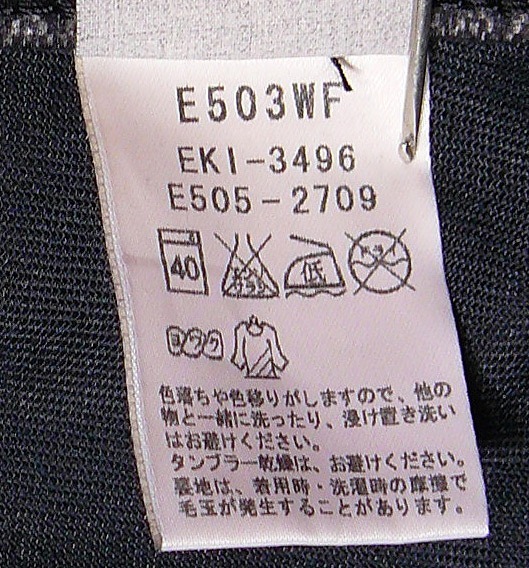 E503WF
EKI-3496
E505-2709
40 エンソサラシ 低 ドライ
ヨワク
色落ちや色移りがしますので、他の
物と一緒に洗ったり、浸け置き洗い
はお避けください。
タンブラー乾燥は、お避けください。
裏地は、着用時・洗濯時の摩擦で
毛玉が発生することがあります。